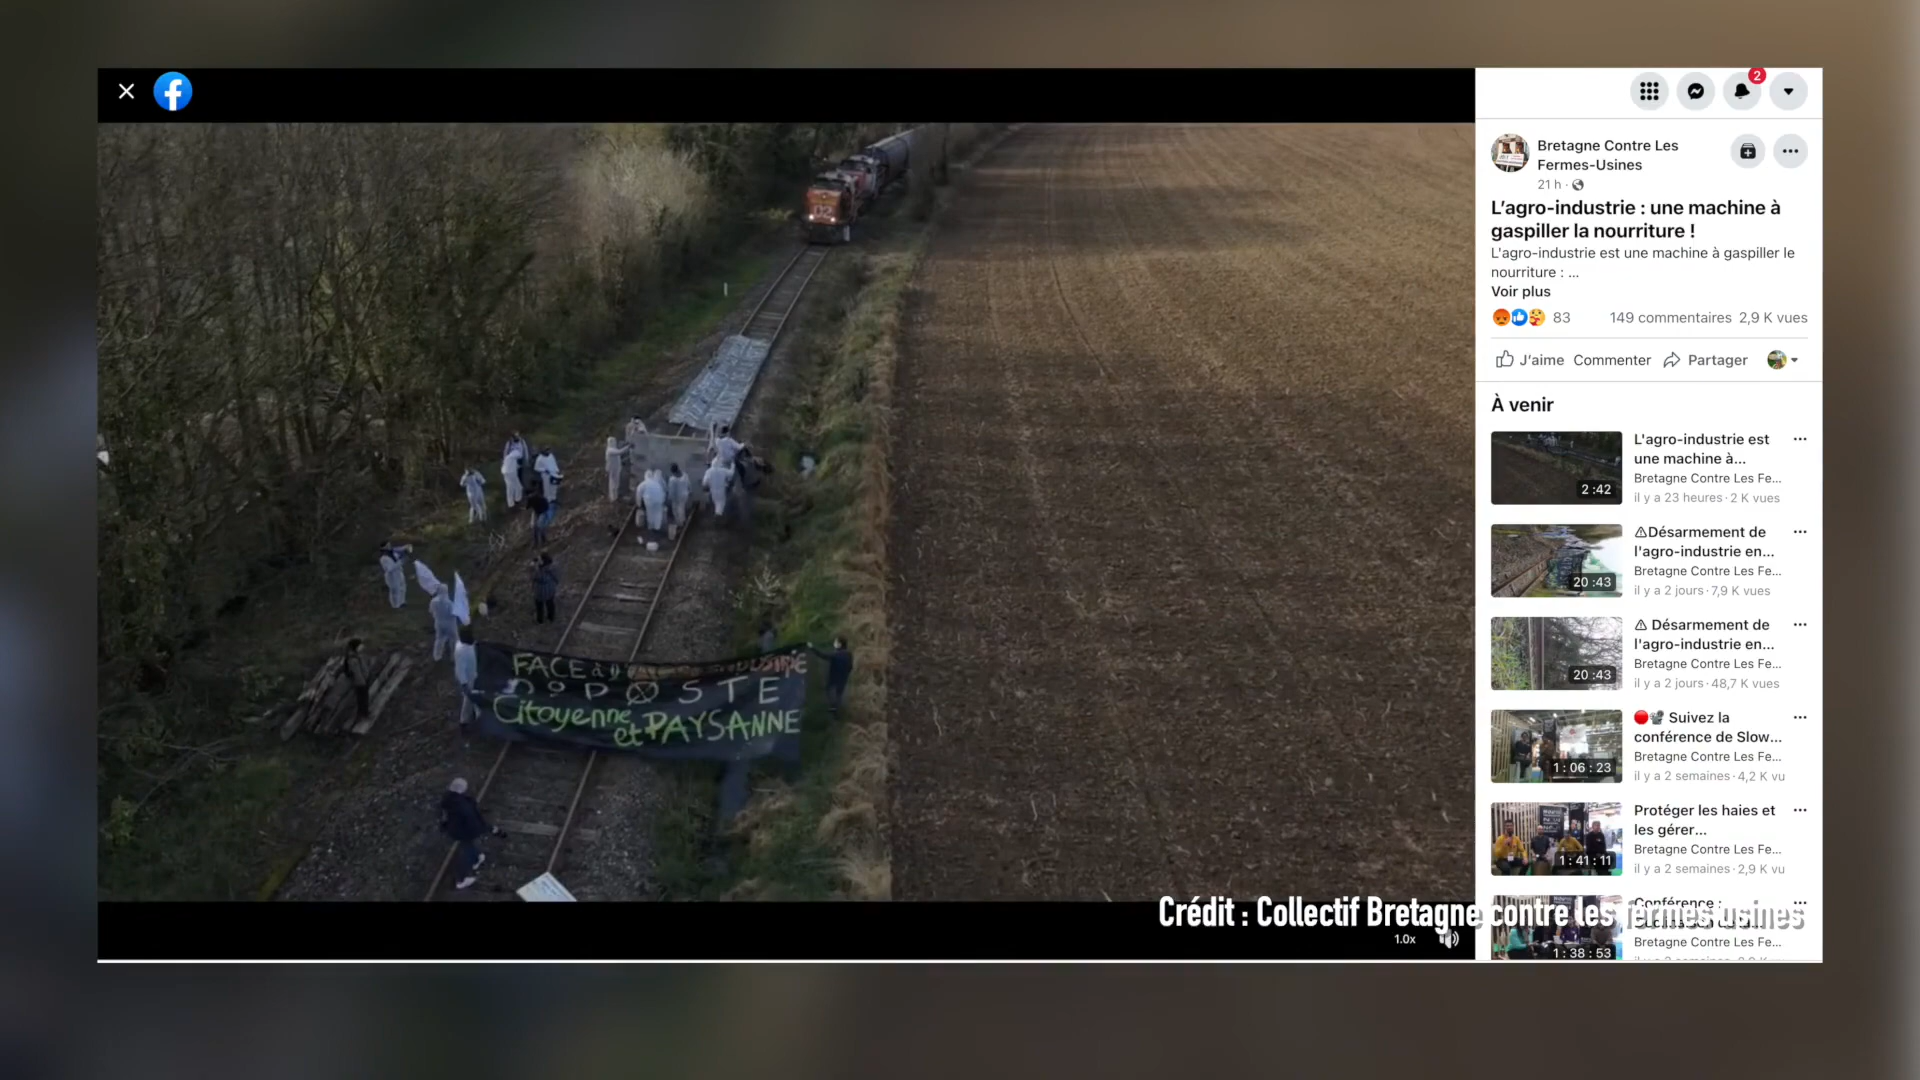 2
Bretagne Contre Les
Fermes-Usines
21 h ·
L'agro-industrie : une machine à
gaspiller la nourriture !
L'agro-industrie est une machine à gaspiller le
nourriture : ...
Voir plus
83 149 commentaires 2,9 K vues
J'aime Commenter Partager
À venir
L'agro-industrie est
une machine à...
Bretagne Contre Les Fe...
il y a 23 heures · 2 K vues
2:42
⚠Désarmement de
l'agro-industrie en...
Bretagne Contre Les Fe...
il y a 2 jours · 7,9 K vues
20:43
⚠ Désarmement de
l'agro-industrie en...
Bretagne Contre Les Fe...
il y a 2 jours · 48,7 K vues
20:43
🔴📽 Suivez la
conférence de Slow...
Bretagne Contre Les Fe...
il y a 2 semaines · 4,2 K vu
1:06:23
Protéger les haies et
les gérer...
Bretagne Contre Les Fe...
il y a 2 semaines · 2,9 K vu
1:41:11
Conférence :
Bretagne Contre Les Fe...
1:38:53
02
FACE à
STE
Citoyenne
et PAYSANNE
Crédit : Collectif Bretagne contre les fermes usines
1.0x